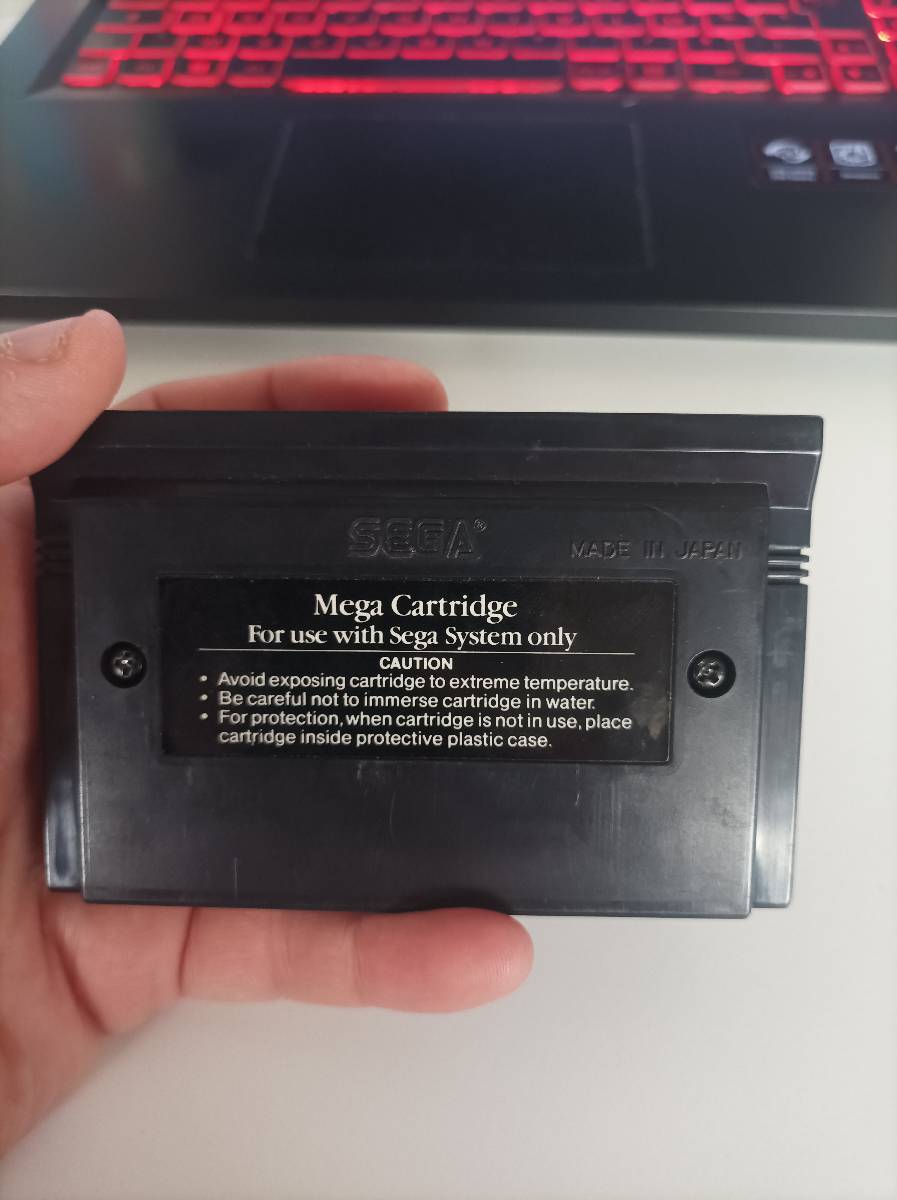 SEGA®
MADE IN JAPAN
Mega Cartridge
For use with Sega System only
CAUTION
• Avoid exposing cartridge to extreme temperature.
• Be careful not to immerse cartridge in water.
• For protection, when cartridge is not in use, place
cartridge inside protective plastic case.